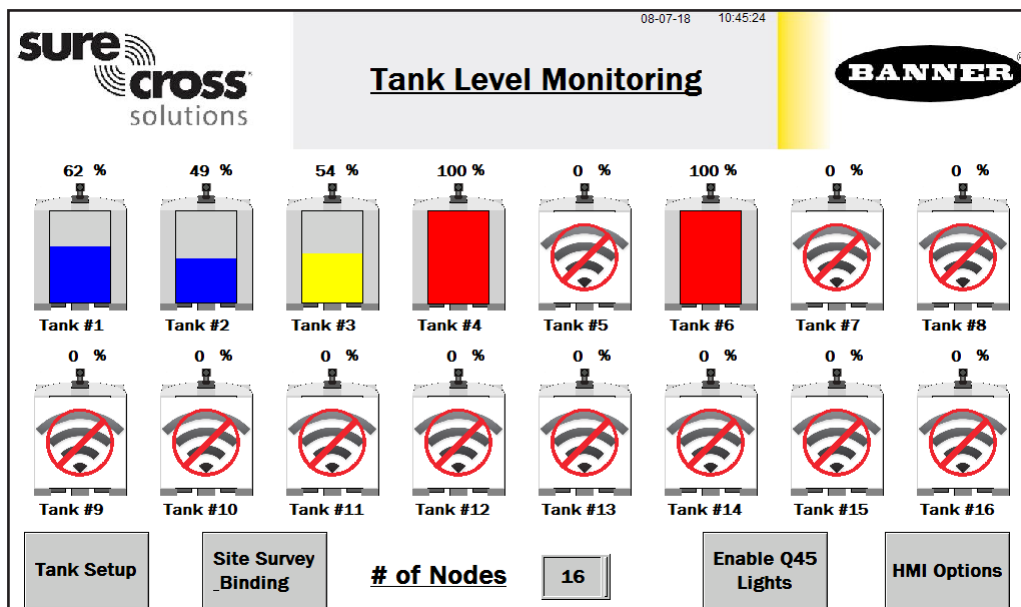 08-07-18 10:45:24
sure
cross
solutions
Tank Level Monitoring
BANNER®
62 % 49 % 54 % 100 % 0 % 100 % 0 % 0 %
Tank #1 Tank #2 Tank #3 Tank #4 Tank #5 Tank #6 Tank #7 Tank #8
0 % 0 % 0 % 0 % 0 % 0 % 0 % 0 %
Tank #9 Tank #10 Tank #11 Tank #12 Tank #13 Tank #14 Tank #15 Tank #16
Tank Setup
Site Survey
_Binding
# of Nodes
16
Enable Q45
Lights
HMI Options